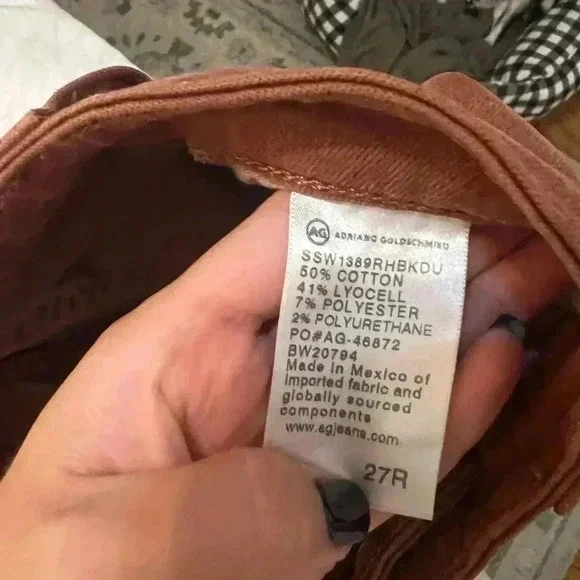 AG ADRIANO GOLDSCHMIED
SSW1389RHBKDU
50% COTTON
41% LYOCELL
7% POLYESTER
2% POLYURETHANE
PO#AG-46872
BW20794
Made in Mexico of
imported fabric and
globally sourced
components
www.agjeans.com
27R